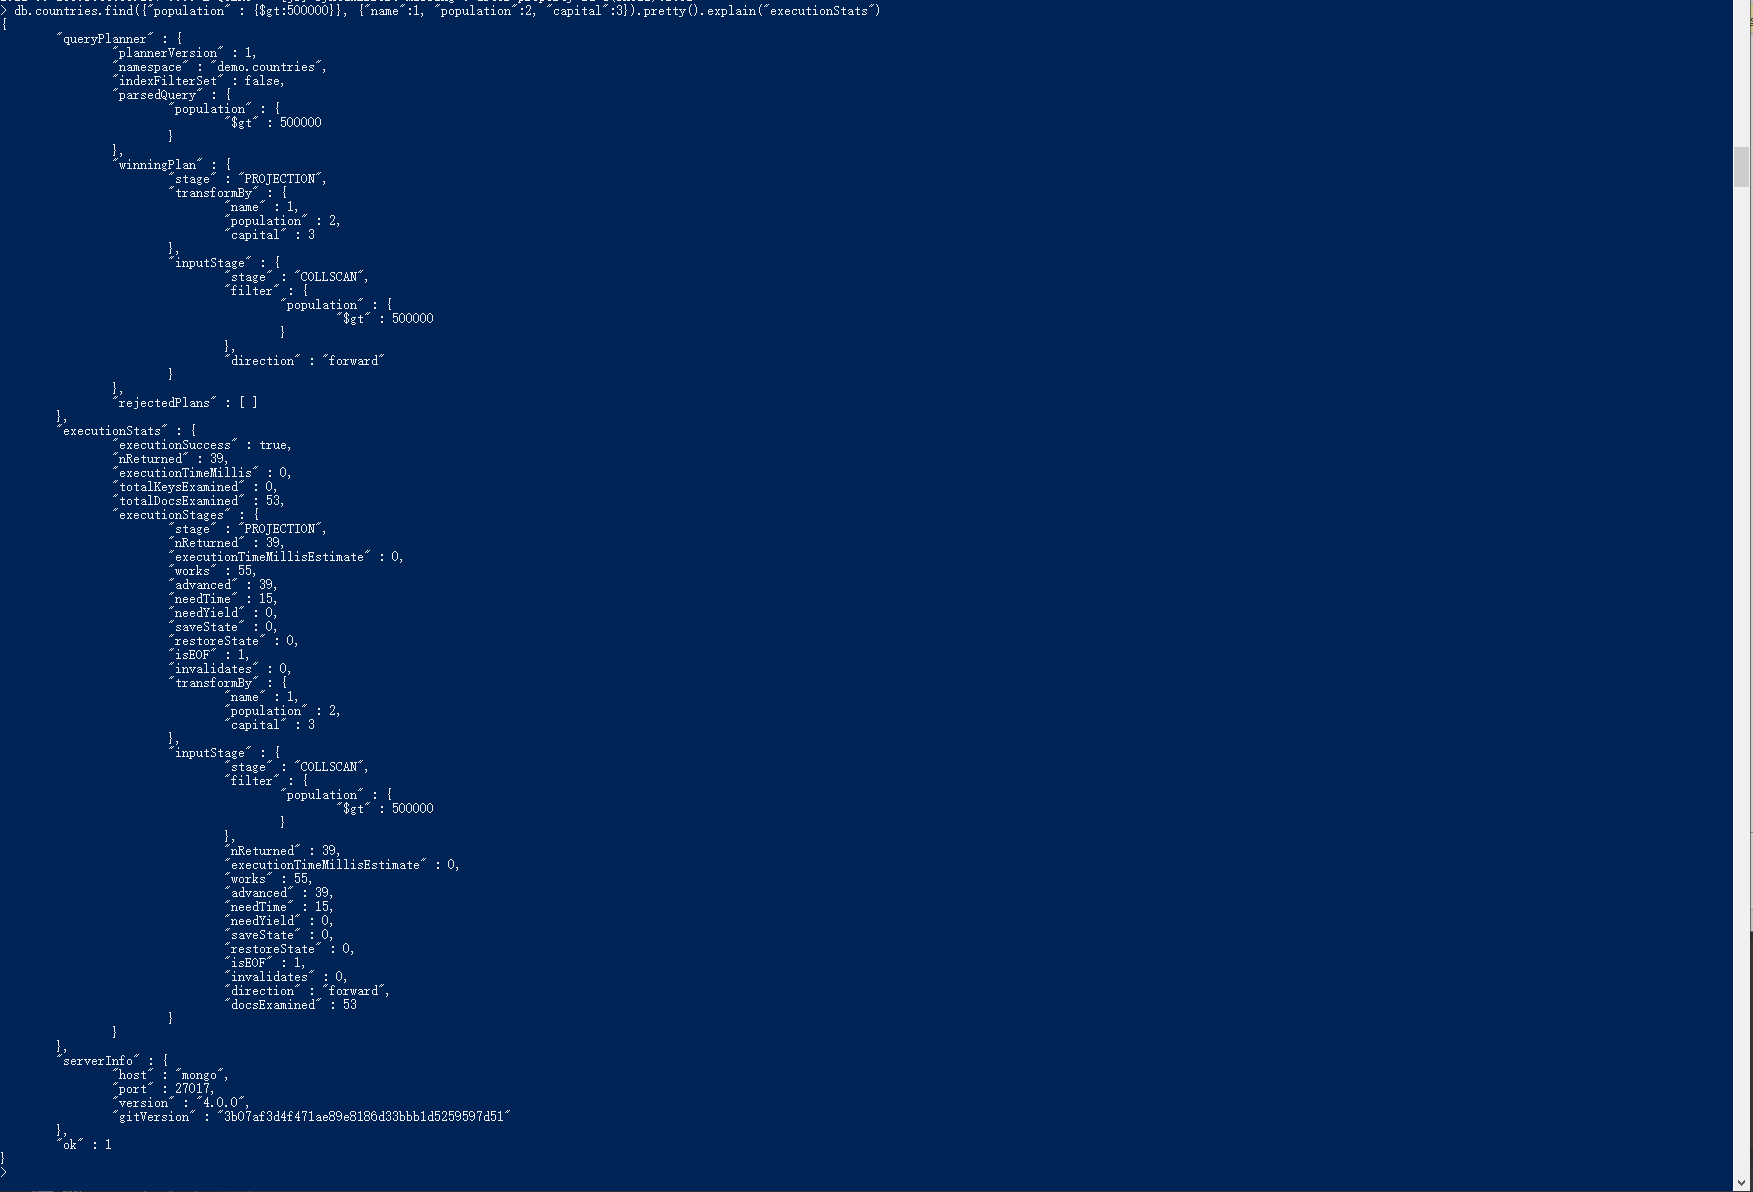 > db.countries.find({"population" : {$gt:500000}}, {"name":1, "population":2, "capital":3}).pretty().explain("executionStats")
{
"queryPlanner" : {
"plannerVersion" : 1,
"namespace" : "demo.countries",
"indexFilterSet" : false,
"parsedQuery" : {
"population" : {
"$gt" : 500000
}
},
"winningPlan" : {
"stage" : "PROJECTION",
"transformBy" : {
"name" : 1,
"population" : 2,
"capital" : 3
},
"inputStage" : {
"stage" : "COLLSCAN",
"filter" : {
"population" : {
"$gt" : 500000
}
},
"direction" : "forward"
}
},
"rejectedPlans" : [ ]
},
"executionStats" : {
"executionSuccess" : true,
"nReturned" : 39,
"executionTimeMillis" : 0,
"totalKeysExamined" : 0,
"totalDocsExamined" : 53,
"executionStages" : {
"stage" : "PROJECTION",
"nReturned" : 39,
"executionTimeMillisEstimate" : 0,
"works" : 55,
"advanced" : 39,
"needTime" : 15,
"needYield" : 0,
"saveState" : 0,
"restoreState" : 0,
"isEOF" : 1,
"invalidates" : 0,
"transformBy" : {
"name" : 1,
"population" : 2,
"capital" : 3
},
"inputStage" : {
"stage" : "COLLSCAN",
"filter" : {
"population" : {
"$gt" : 500000
}
},
"nReturned" : 39,
"executionTimeMillisEstimate" : 0,
"works" : 55,
"advanced" : 39,
"needTime" : 15,
"needYield" : 0,
"saveState" : 0,
"restoreState" : 0,
"isEOF" : 1,
"invalidates" : 0,
"direction" : "forward",
"docsExamined" : 53
}
}
},
"serverInfo" : {
"host" : "mongo",
"port" : 27017,
"version" : "4.0.0",
"gitVersion" : "3b07af3d4f471ae89e8186d33bbb1d5259597d51"
},
"ok" : 1
}
>